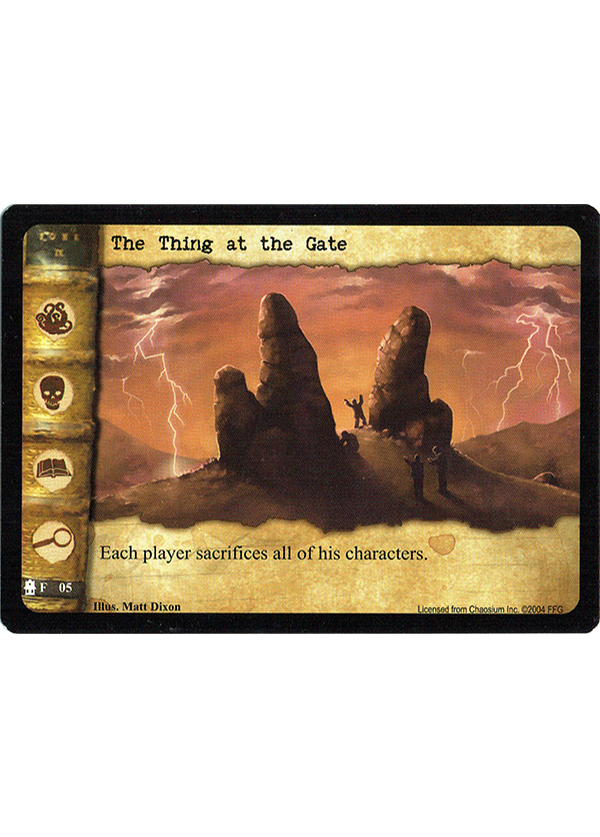 The Thing at the Gate
Each player sacrifices all of his characters.
F 05
Illus. Matt Dixon
Licensed from Chaosium Inc. ©2004 FFG